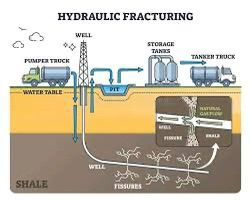 HYDRAULIC FRACTURING
WELL
STORAGE
TANKS
TANKER TRUCK
PUMPER TRUCK
WATER TABLE
PIT
NATURAL
GAS FLOW
WELL
SHALE
FISSURE
WELL
SHALE
FISSURES